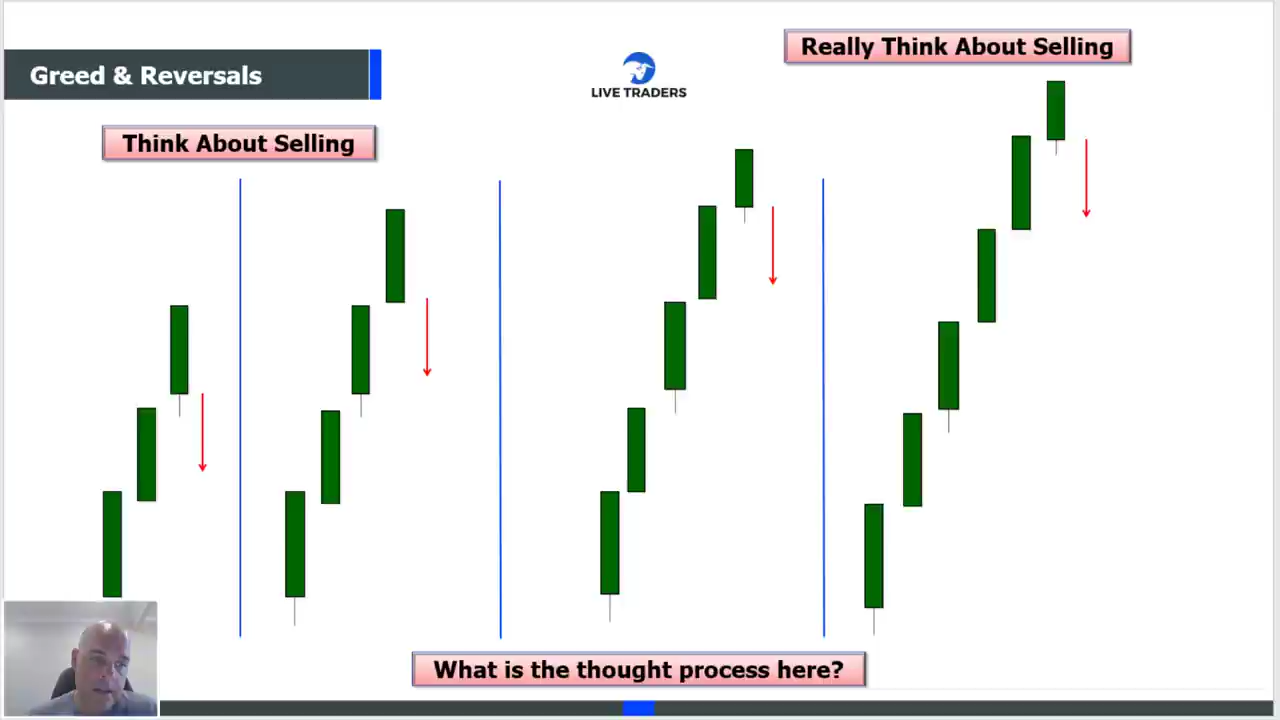 Greed & Reversals
LIVE TRADERS
Really Think About Selling
Think About Selling
What is the thought process here?